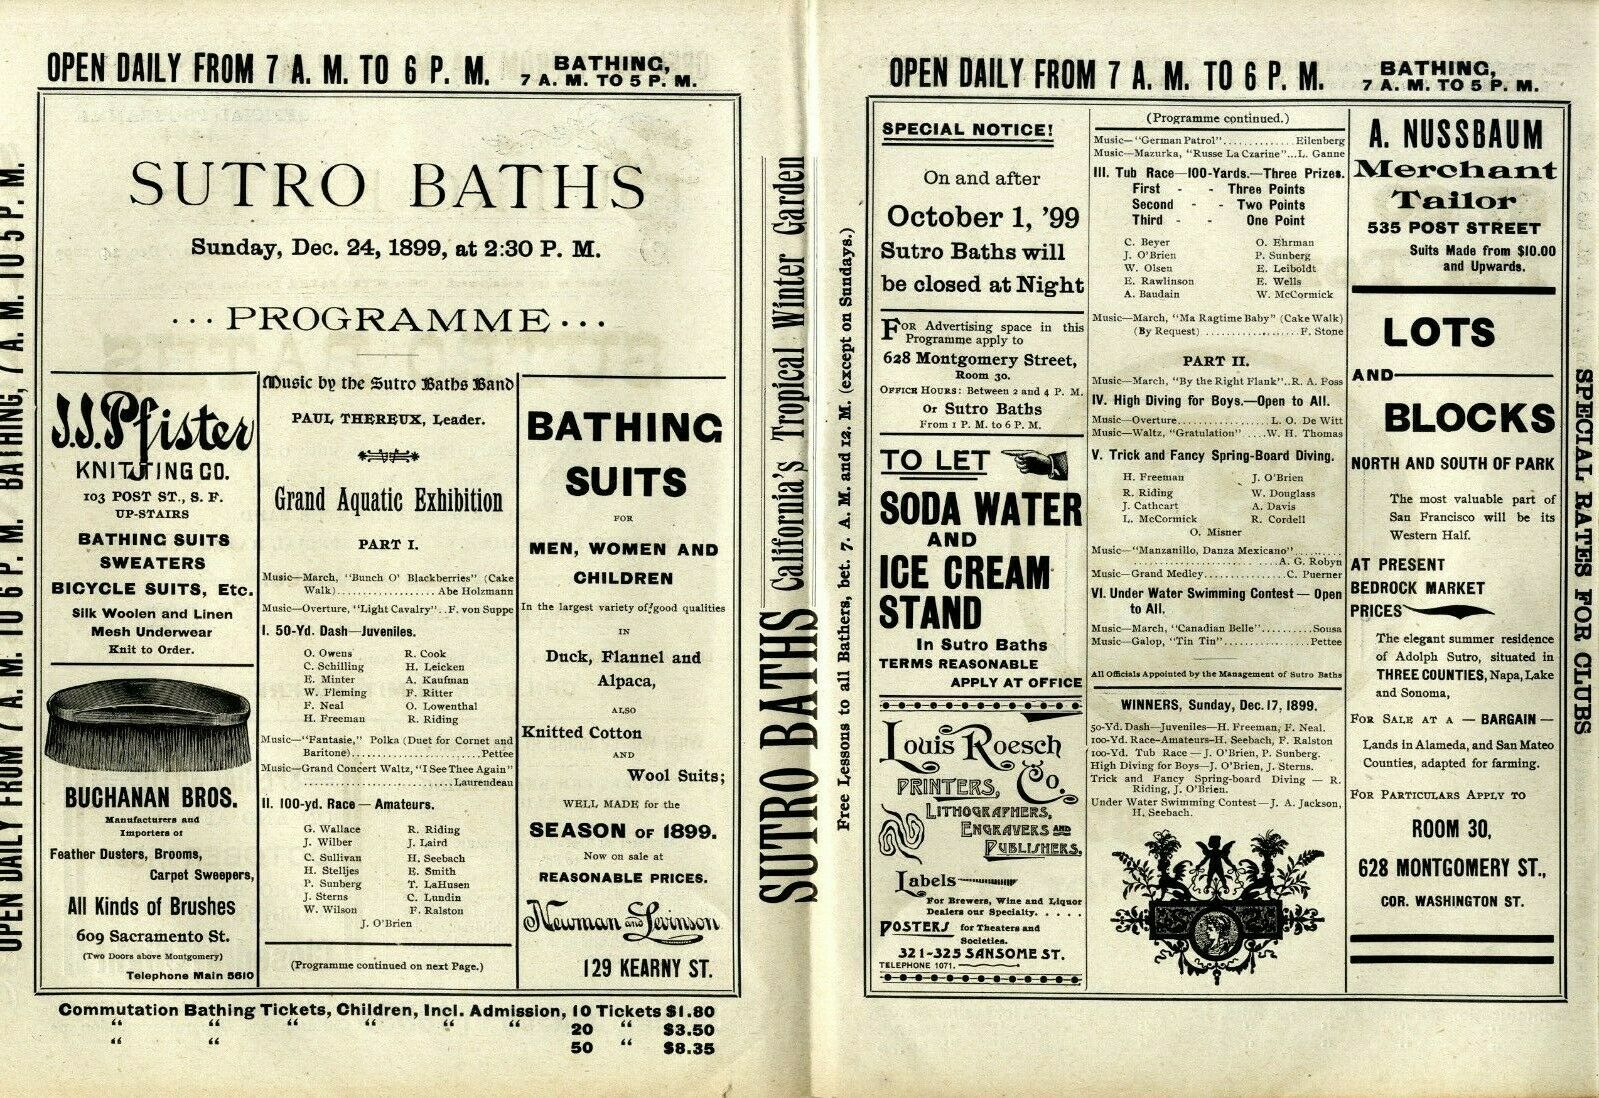 OPEN DAILY FROM 7 A. M. TO 6 P. M.
BATHING,
7 A. M. TO 5 P. M.
SUTRO BATHS
Sunday, Dec. 24, 1899, at 2:30 P. M.
... PROGRAMME ...
J.J. Pfister
KNITTING CO.
103 POST ST., S. F.
UP-STAIRS
BATHING SUITS
SWEATERS
BICYCLE SUITS, Etc.
Silk Woolen and Linen
Mesh Underwear
Knit to Order.
BUCHANAN BROS.
Manufacturers and
Importers of
Feather Dusters, Brooms,
Carpet Sweepers,
All Kinds of Brushes
609 Sacramento St.
(Two Doors above Montgomery)
Telephone Main 5610
Music by the Sutro Baths Band
PAUL THEREUX, Leader.
Grand Aquatic Exhibition
PART I.
Music—March, "Bunch O' Blackberries" (Cake
Walk)..................Abe Holzmann
Music—Overture, "Light Cavalry"..F. von Suppe
I. 50-Yd. Dash—Juveniles.
O. Owens R. Cook
C. Schilling H. Leicken
E. Minter A. Kaufman
W. Fleming F. Ritter
F. Neal O. Lowenthal
H. Freeman R. Riding
Music—"Fantasie," Polka (Duet for Cornet and
Baritone)..................Pettee
Music—Grand Concert Waltz, "I See Thee Again"
..................Laurendeau
II. 100-yd. Race—Amateurs.
G. Wallace R. Riding
J. Wilber J. Laird
C. Sullivan H. Seebach
H. Stelljes E. Smith
P. Sunberg T. LaHusen
J. Sterns C. Lundin
W. Wilson F. Ralston
J. O'Brien
(Programme continued on next Page.)
BATHING
SUITS
FOR
MEN, WOMEN AND
CHILDREN
In the largest variety of good qualities
IN
Duck, Flannel and
Alpaca,
ALSO
Knitted Cotton
AND
Wool Suits;
WELL MADE for the
SEASON OF 1899.
Now on sale at
REASONABLE PRICES.
Newman and Levinson
129 KEARNY ST.
Commutation Bathing Tickets, Children, Incl. Admission, 10 Tickets $1.80
" " " " " " 20 " $3.50
" " 50 " $8.35
OPEN DAILY FROM 7 A. M. TO 6 P. M. BATHING, 7 A. M. TO 5 P. M.
SUTRO BATHS California's Tropical Winter Garden
Free Lessons to all Bathers, bet. 7. A. M. and 12. M. (except on Sundays.)
OPEN DAILY FROM 7 A. M. TO 6 P. M.
BATHING,
7 A. M. TO 5 P. M.
SPECIAL NOTICE!
On and after
October 1, '99
Sutro Baths will
be closed at Night
FOR Advertising space in this
Programme apply to
628 Montgomery Street,
Room 30.
OFFICE HOURS: Between 2 and 4 P. M.
Or Sutro Baths
From 1 P. M. to 6 P. M.
TO LET
SODA WATER
AND
ICE CREAM
STAND
In Sutro Baths
TERMS REASONABLE
APPLY AT OFFICE
Louis Roesch
Co.
PRINTERS,
LITHOGRAPHERS,
ENGRAVERS AND
PUBLISHERS.
Labels
For Brewers, Wine and Liquor
Dealers our Specialty. . . . .
POSTERS for Theaters and
Societies.
321-325 SANSOME ST.
TELEPHONE 1071.
(Programme continued.)
Music—"German Patrol"..............Eilenberg
Music—Mazurka, "Russe La Czarine"...L. Ganne
III. Tub Race—100-Yards.—Three Prizes.
First - - Three Points
Second - - Two Points
Third - - One Point
C. Beyer O. Ehrman
J. O'Brien P. Sunberg
W. Olsen E. Leiboldt
E. Rawlinson E. Wells
A. Baudain W. McCormick
Music—March, "Ma Ragtime Baby" (Cake Walk)
(By Request) ..................F. Stone
PART II.
Music—March, "By the Right Flank"..R. A. Foss
IV. High Diving for Boys.—Open to All.
Music—Overture..................L. O. De Witt
Music—Waltz, "Gratulation" ....W. H. Thomas
V. Trick and Fancy Spring-Board Diving.
H. Freeman J. O'Brien
R. Riding W. Douglass
J. Cathcart A. Davis
L. McCormick R. Cordell
O. Misner
Music—"Manzanillo, Danza Mexicano"..........
..................A. G. Robyn
Music—Grand Medley..................C. Puerner
VI. Under Water Swimming Contest—Open
to All.
Music—March, "Canadian Belle"..........Sousa
Music—Galop, "Tin Tin"..................Pettee
All Officials Appointed by the Management of Sutro Baths
WINNERS, Sunday, Dec. 17, 1899.
50-Yd. Dash—Juveniles—H. Freeman, F. Neal.
100-Yd. Race-Amateurs—H. Seebach, F. Ralston
100-Yd. Tub Race—J. O'Brien, P. Sunberg.
High Diving for Boys—J. O'Brien, J. Sterns.
Trick and Fancy Spring-board Diving — R.
Riding, J. O'Brien.
Under Water Swimming Contest—J. A. Jackson,
H. Seebach.
A. NUSSBAUM
Merchant
Tailor
535 POST STREET
Suits Made from $10.00
and Upwards.
LOTS
AND
BLOCKS
NORTH AND SOUTH OF PARK
The most valuable part of
San Francisco will be its
Western Half.
AT PRESENT
BEDROCK MARKET
PRICES
The elegant summer residence
of Adolph Sutro, situated in
THREE COUNTIES, Napa, Lake
and Sonoma,
FOR SALE AT A — BARGAIN —
Lands in Alameda, and San Mateo
Counties, adapted for farming.
FOR PARTICULARS APPLY TO
ROOM 30,
628 MONTGOMERY ST.,
COR. WASHINGTON ST.
SPECIAL RATES FOR CLUBS